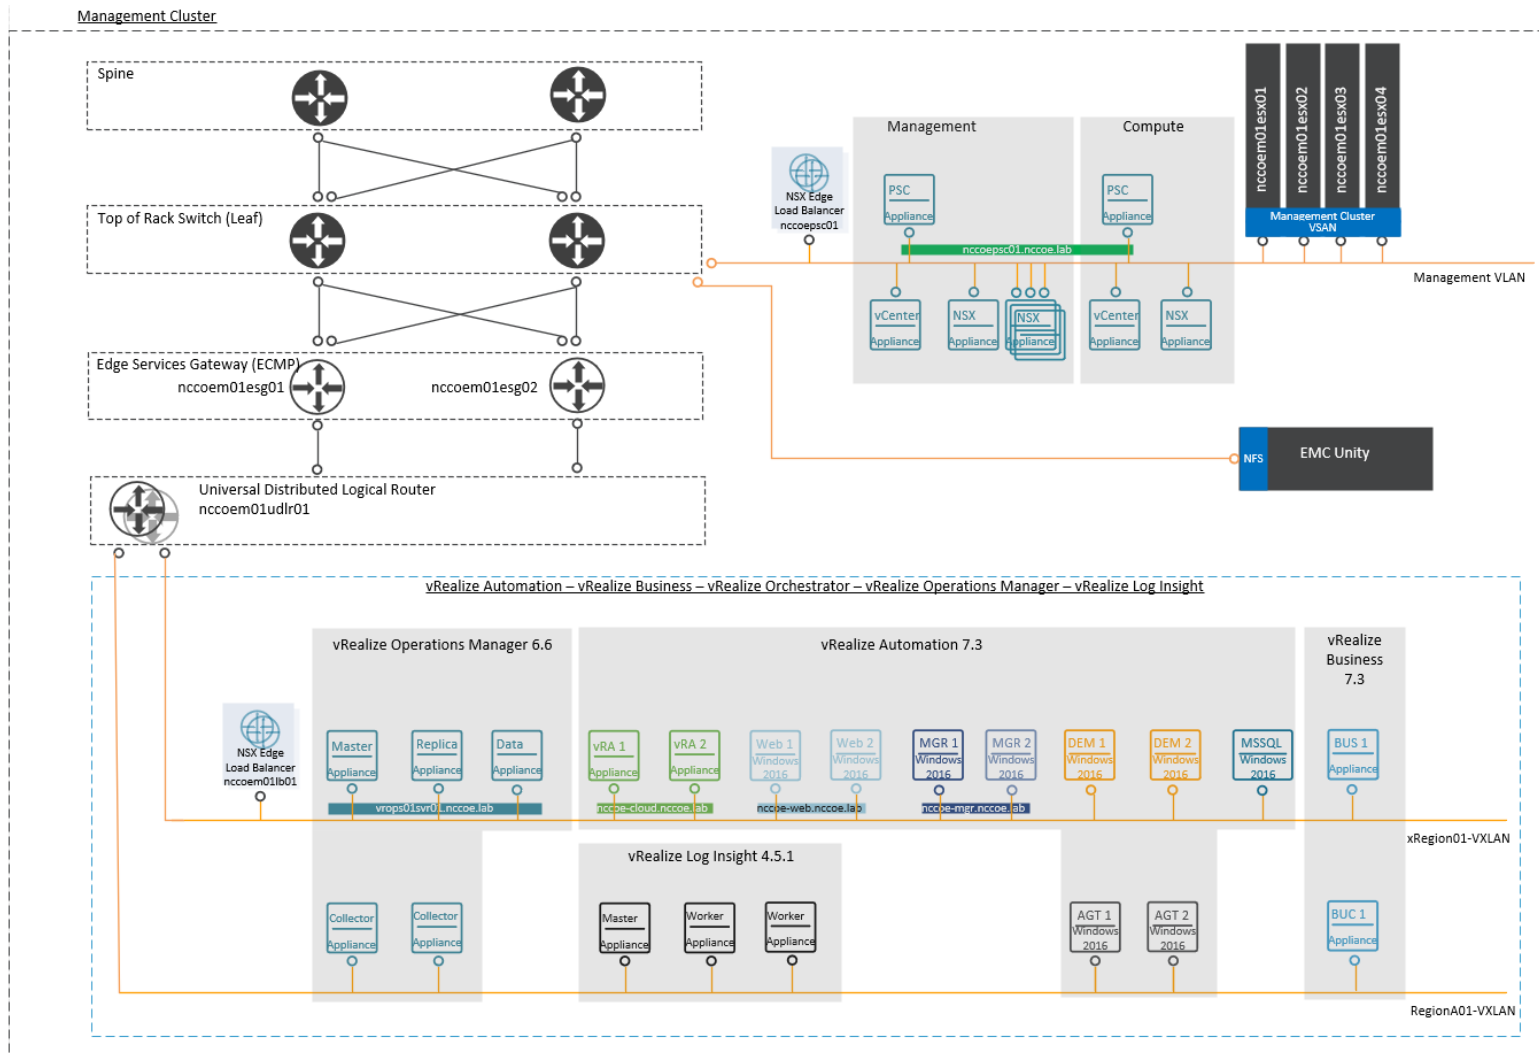 Management Cluster
Spine
Top of Rack Switch (Leaf)
Edge Services Gateway (ECMP)
nccoem01esg01
nccoem01esg02
Universal Distributed Logical Router
nccoem01udlr01
NSX Edge
Load Balancer
nccoepsc01
Management
PSC
Appliance
Compute
PSC
Appliance
nccoepsc01.nccoe.lab
vCenter
Appliance
NSX
Appliance
NSX
Appliance
vCenter
Appliance
NSX
Appliance
nccoem01esx01
nccoem01esx02
nccoem01esx03
nccoem01esx04
Management Cluster
VSAN
Management VLAN
NFS
EMC Unity
vRealize Automation – vRealize Business – vRealize Orchestrator – vRealize Operations Manager – vRealize Log Insight
NSX Edge
Load Balancer
nccoem01lb01
vRealize Operations Manager 6.6
Master
Appliance
Replica
Appliance
Data
Appliance
vrops01svr01.nccoe.lab
vRealize Automation 7.3
vRA 1
Appliance
vRA 2
Appliance
nccoe-cloud.nccoe.lab
Web 1
Windows
2016
Web 2
Windows
2016
nccoe-web.nccoe.lab
MGR 1
Windows
2016
MGR 2
Windows
2016
nccoe-mgr.nccoe.lab
DEM 1
Windows
2016
DEM 2
Windows
2016
MSSQL
Windows
2016
vRealize
Business
7.3
BUS 1
Appliance
xRegion01-VXLAN
Collector
Appliance
Collector
Appliance
vRealize Log Insight 4.5.1
Master
Appliance
Worker
Appliance
Worker
Appliance
AGT 1
Windows
2016
AGT 2
Windows
2016
BUC 1
Appliance
RegionA01-VXLAN